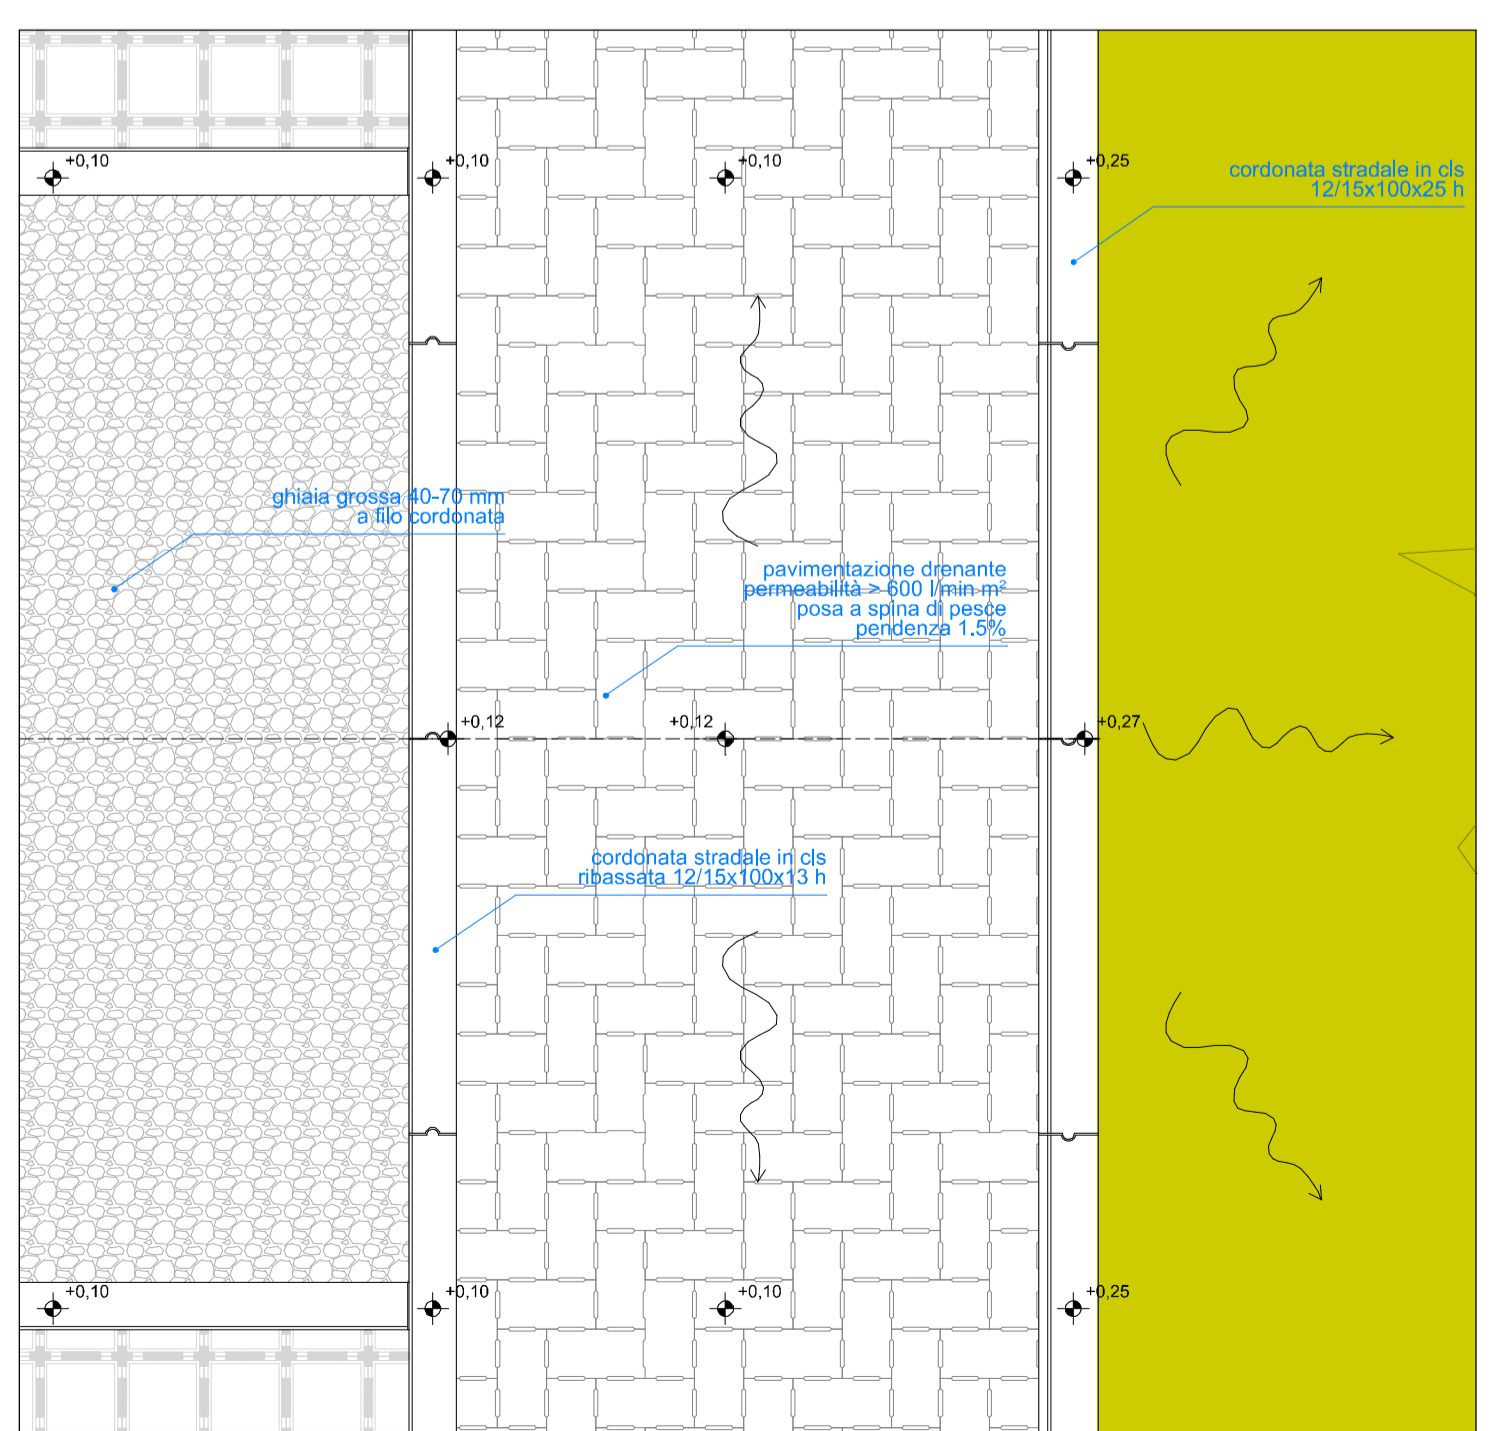 +0,10
+0,10
+0,10
+0,25
cordonata stradale in cls
12/15x100x25 h
ghiaia grossa 40-70 mm
a filo cordonata
pavimentazione drenante
permeabilità > 600 l/min m²
posa a spina di pesce
pendenza 1.5%
+0,12
+0,12
+0,27
cordonata stradale in cls
ribassata 12/15x100x13 h
+0,10
+0,10
+0,10
+0,25